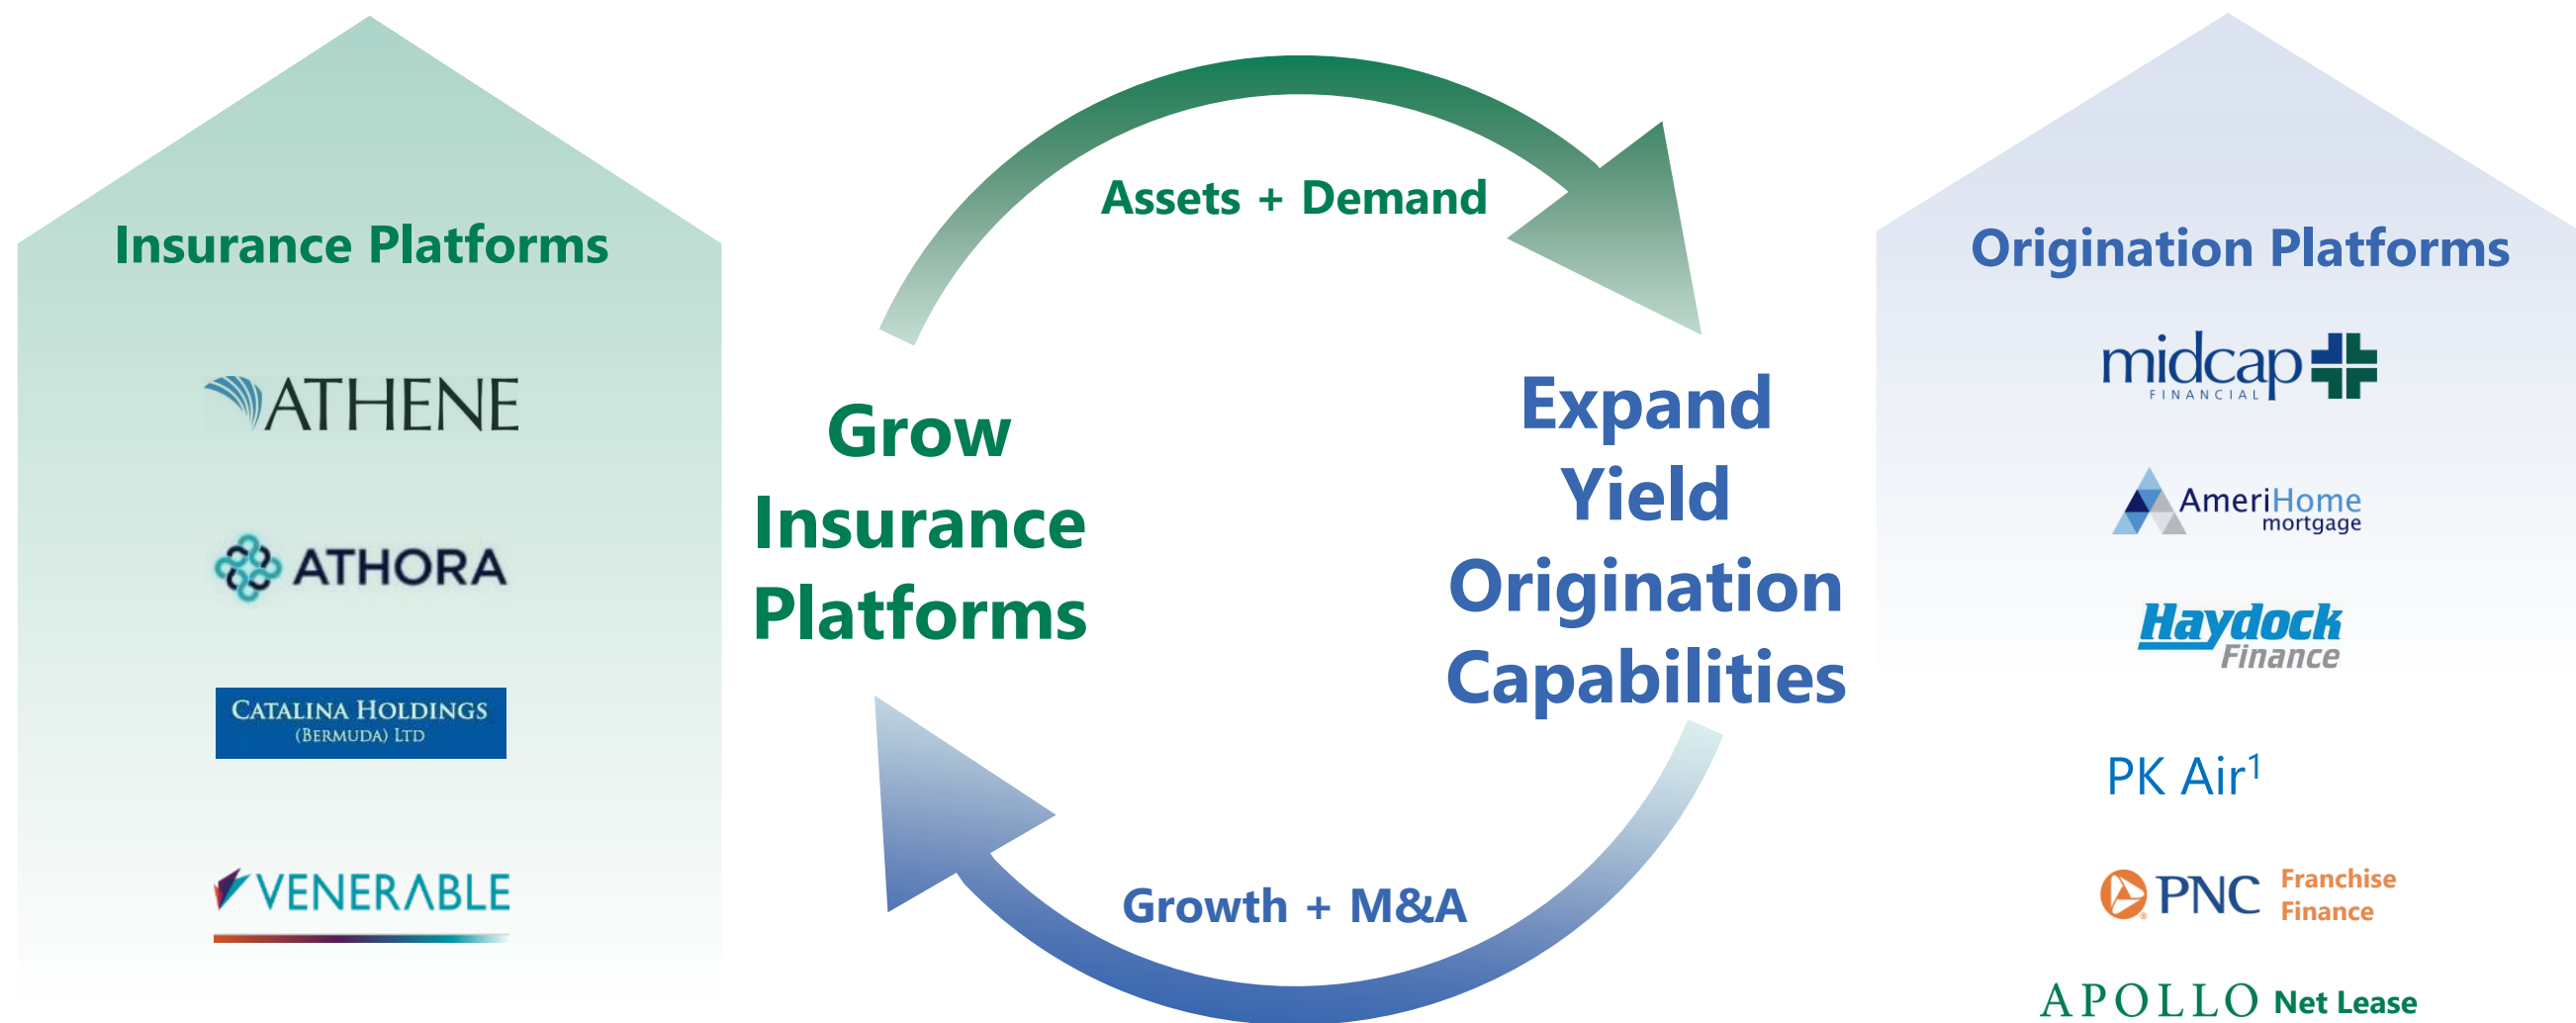 Insurance Platforms
ATHENE
ATHORA
CATALINA HOLDINGS
(BERMUDA) LTD
VENERABLE
Assets + Demand
Grow
Insurance
Platforms
Expand
Yield
Origination
Capabilities
Growth + M&A
Origination Platforms
midcap
FINANCIAL
AmeriHome
mortgage
Haydock
Finance
PK Air¹
PNC Franchise
Finance
APOLLO Net Lease